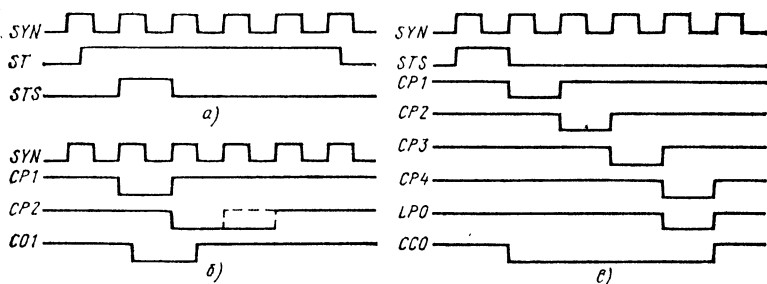 SYN
ST
STS
а)
SYN
CP1
CP2
CO1
б)
SYN
STS
CP1
CP2
CP3
CP4
LPO
CCO
в)